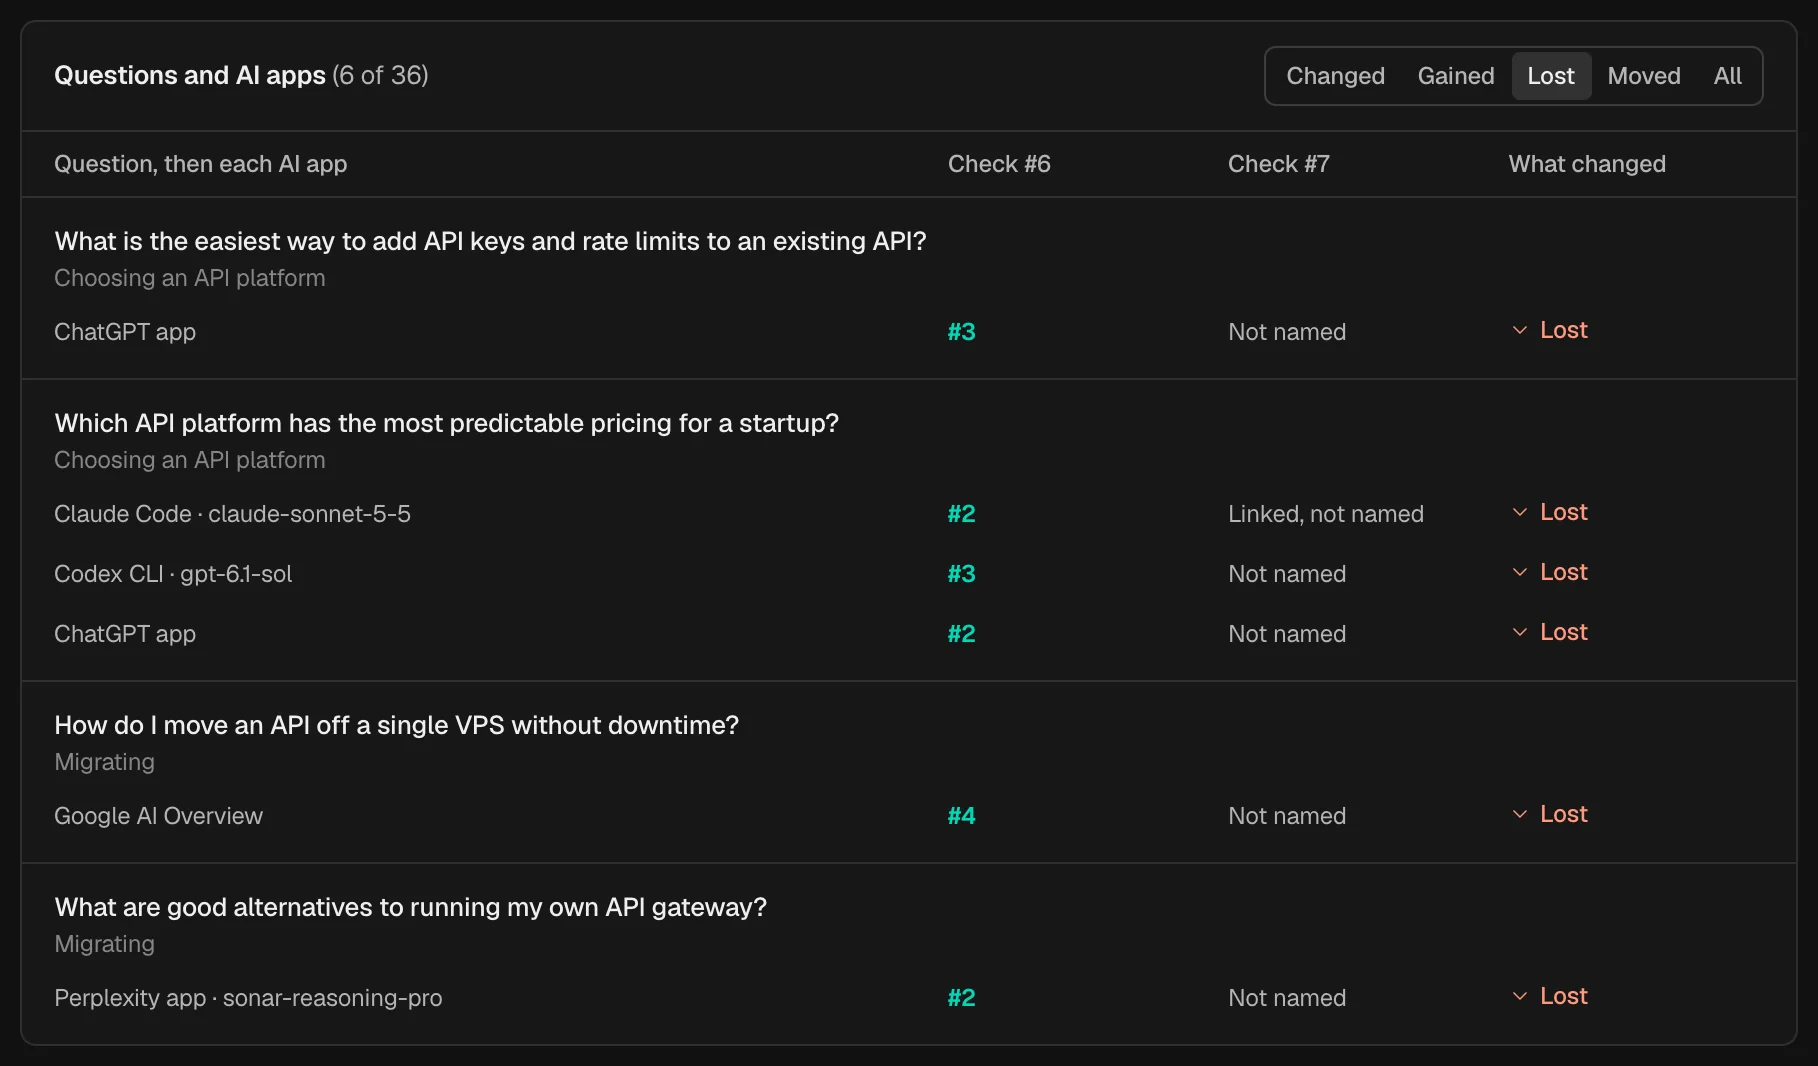 Questions and AI apps (6 of 36)
Changed Gained Lost Moved All
Question, then each AI app Check #6 Check #7 What changed
What is the easiest way to add API keys and rate limits to an existing API?
Choosing an API platform
ChatGPT app #3 Not named Lost
Which API platform has the most predictable pricing for a startup?
Choosing an API platform
Claude Code · claude-sonnet-5-5 #2 Linked, not named Lost
Codex CLI · gpt-6.1-sol #3 Not named Lost
ChatGPT app #2 Not named Lost
How do I move an API off a single VPS without downtime?
Migrating
Google AI Overview #4 Not named Lost
What are good alternatives to running my own API gateway?
Migrating
Perplexity app · sonar-reasoning-pro #2 Not named Lost